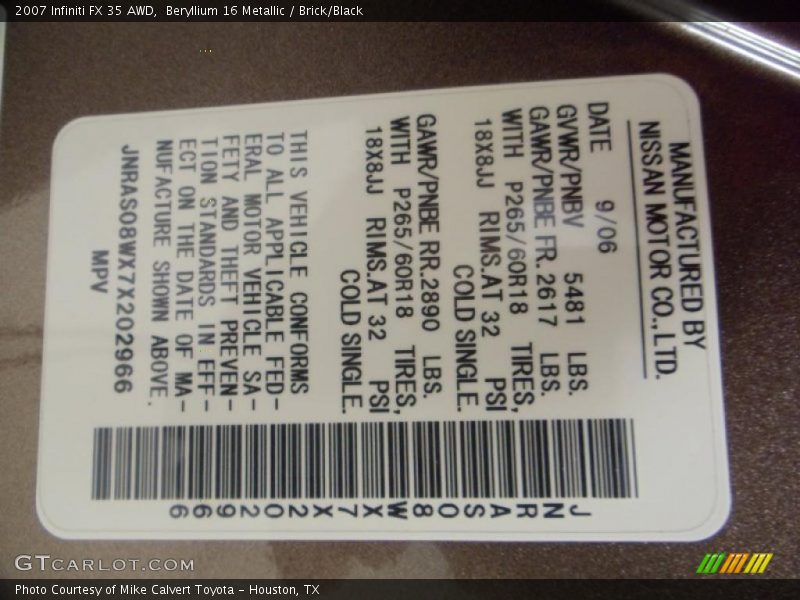 2007 Infiniti FX 35 AWD,  Beryllium 16 Metallic / Brick/Black
MANUFACTURED BY
NISSAN MOTOR CO., LTD.
DATE 9/06
GVWR/PNBV 5481 LBS.
GAWR/PNBE FR. 2617 LBS.
WITH P265/60R18 TIRES,
18X8JJ RIMS.AT 32 PSI
COLD SINGLE.
GAWR/PNBE RR. 2890 LBS.
WITH P265/60R18 TIRES,
18X8JJ RIMS.AT 32 PSI
COLD SINGLE.
THIS VEHICLE CONFORMS
TO ALL APPLICABLE FED-
ERAL MOTOR VEHICLE SA-
FETY AND THEFT PREVEN-
TION STANDARDS IN EFF-
ECT ON THE DATE OF MA-
NUFACTURE SHOWN ABOVE.
JNRAS08WX7X202966
MPV
JNRAS08WX7X202966
GTCARLOT.COM
Photo Courtesy of Mike Calvert Toyota - Houston, TX